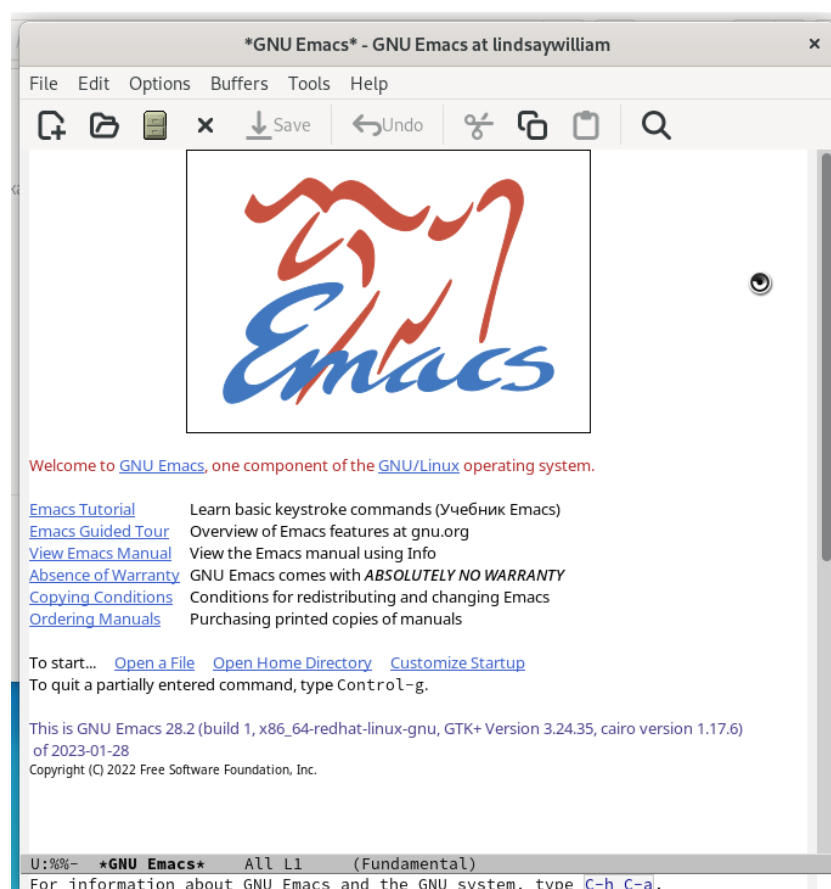 *GNU Emacs* - GNU Emacs at lindsaywilliam
File Edit Options Buffers Tools Help
Save Undo
Emacs
Welcome to GNU Emacs, one component of the GNU/Linux operating system.
Emacs Tutorial Learn basic keystroke commands (Учебник Emacs)
Emacs Guided Tour Overview of Emacs features at gnu.org
View Emacs Manual View the Emacs manual using Info
Absence of Warranty GNU Emacs comes with ABSOLUTELY NO WARRANTY
Copying Conditions Conditions for redistributing and changing Emacs
Ordering Manuals Purchasing printed copies of manuals
To start... Open a File Open Home Directory Customize Startup
To quit a partially entered command, type Control-g.
This is GNU Emacs 28.2 (build 1, x86_64-redhat-linux-gnu, GTK+ Version 3.24.35, cairo version 1.17.6)
of 2023-01-28
Copyright (C) 2022 Free Software Foundation, Inc.
U:%%- *GNU Emacs* All L1 (Fundamental)
For information about GNU Emacs and the GNU system, type C-h C-a.